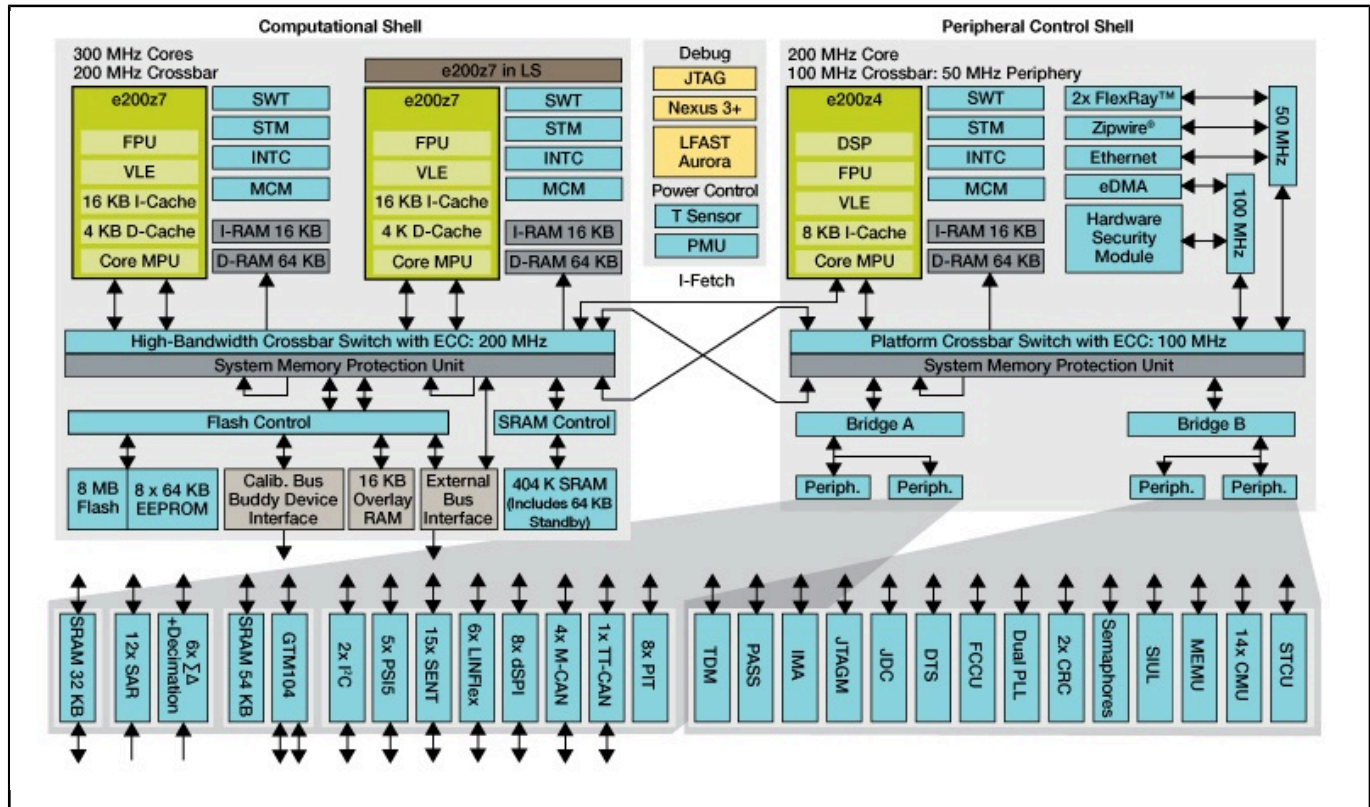 Computational Shell
300 MHz Cores
200 MHz Crossbar
e200z7
FPU
VLE
16 KB I-Cache
4 KB D-Cache
Core MPU
SWT
STM
INTC
MCM
I-RAM 16 KB
D-RAM 64 KB
e200z7 in LS
e200z7
FPU
VLE
16 KB I-Cache
4 K D-Cache
Core MPU
SWT
STM
INTC
MCM
I-RAM 16 KB
D-RAM 64 KB
Debug
JTAG
Nexus 3+
LFAST
Aurora
Power Control
T Sensor
PMU
I-Fetch
Peripheral Control Shell
200 MHz Core
100 MHz Crossbar: 50 MHz Periphery
e200z4
DSP
FPU
VLE
8 KB I-Cache
Core MPU
SWT
STM
INTC
MCM
I-RAM 16 KB
D-RAM 64 KB
2x FlexRay™
Zipwire®
Ethernet
eDMA
Hardware
Security
Module
50 MHz
100 MHz
High-Bandwidth Crossbar Switch with ECC: 200 MHz
System Memory Protection Unit
Platform Crossbar Switch with ECC: 100 MHz
System Memory Protection Unit
Flash Control
SRAM Control
Bridge A
Bridge B
8 MB
Flash
8 x 64 KB
EEPROM
Calib. Bus
Buddy Device
Interface
16 KB
Overlay
RAM
External
Bus
Interface
404 K SRAM
(Includes 64 KB
Standby)
Periph.
Periph.
Periph.
Periph.
SRAM 32 KB
12x SAR
6x ΣΔ
+Decimation
SRAM 54 KB
GTM104
2x I²C
5x PSI5
15x SENT
6x LINFlex
8x dSPI
4x M-CAN
1x TT-CAN
8x PIT
TDM
PASS
IMA
JTAGM
JDC
DTS
FCCU
Dual PLL
2x CRC
Semaphores
SIUL
MEMU
14x CMU
STCU